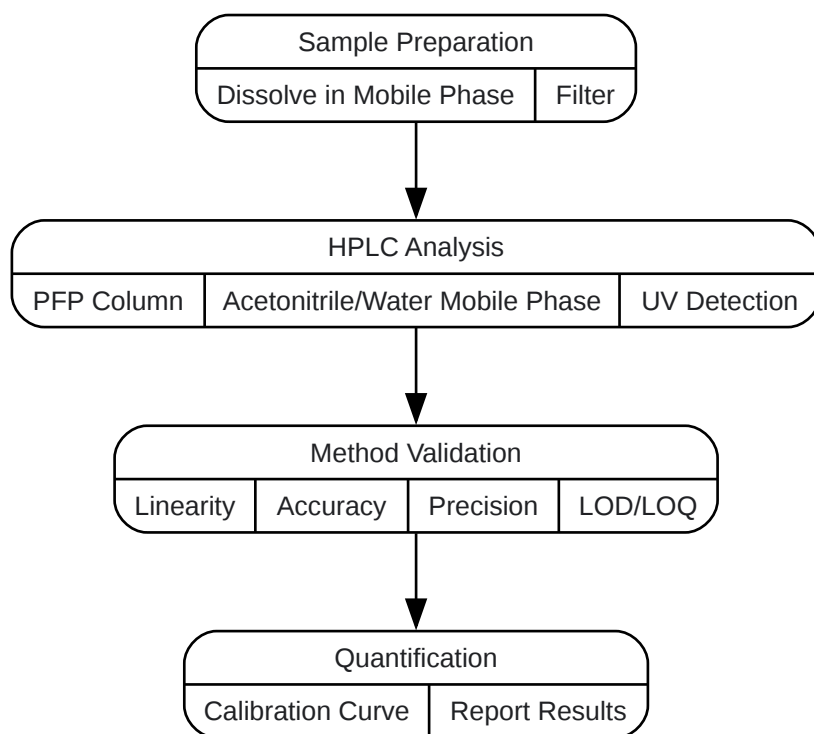 Sample Preparation
Dissolve in Mobile Phase Filter
HPLC Analysis
PFP Column Acetonitrile/Water Mobile Phase UV Detection
Method Validation
Linearity Accuracy Precision LOD/LOQ
Quantification
Calibration Curve Report Results